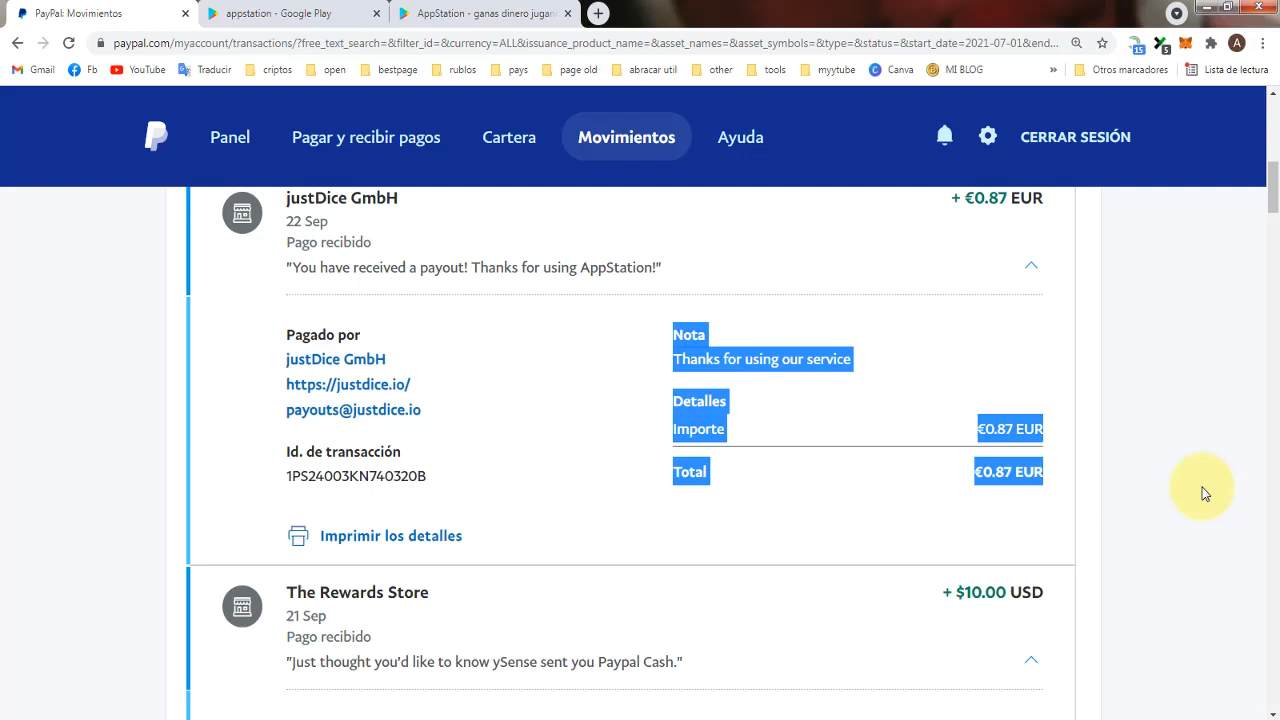 PayPal: Movimientos
appstation - Google Play
AppStation - ganas dinero jugan
paypal.com/myaccount/transactions/?free_text_search=&filter_id=&currency=ALL&issuance_product_name=&asset_names=&asset_symbols=&type=&status=&start_date=2021-07-01&end...
15
5
A
Gmail
Fb
YouTube
Traducir
criptos
open
bestpage
rublos
pays
page old
abracar util
other
tools
myytube
Canva
MI BLOG
»
Otros marcadores
Lista de lectura
Panel
Pagar y recibir pagos
Cartera
Movimientos
Ayuda
CERRAR SESIÓN
justDice GmbH
+ €0.87 EUR
22 Sep
Pago recibido
"You have received a payout! Thanks for using AppStation!"
Pagado por
justDice GmbH
https://justdice.io/
payouts@justdice.io
Id. de transacción
1PS24003KN740320B
Imprimir los detalles
Nota
Thanks for using our service
Detalles
Importe €0.87 EUR
Total €0.87 EUR
The Rewards Store
+ $10.00 USD
21 Sep
Pago recibido
"Just thought you'd like to know ySense sent you Paypal Cash."